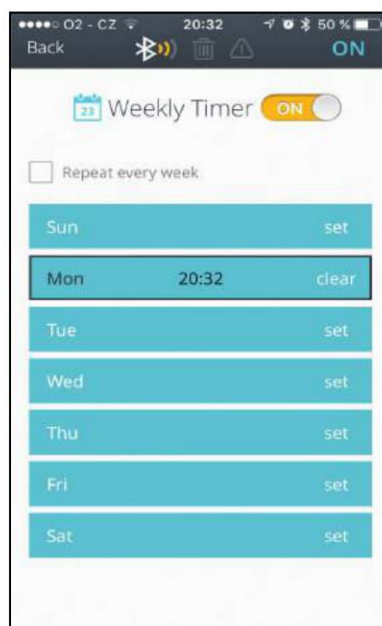 O2 - CZ 20:32 50 %
Back ON
23 Weekly Timer ON
Repeat every week
Sun set
Mon 20:32 clear
Tue set
Wed set
Thu set
Fri set
Sat set